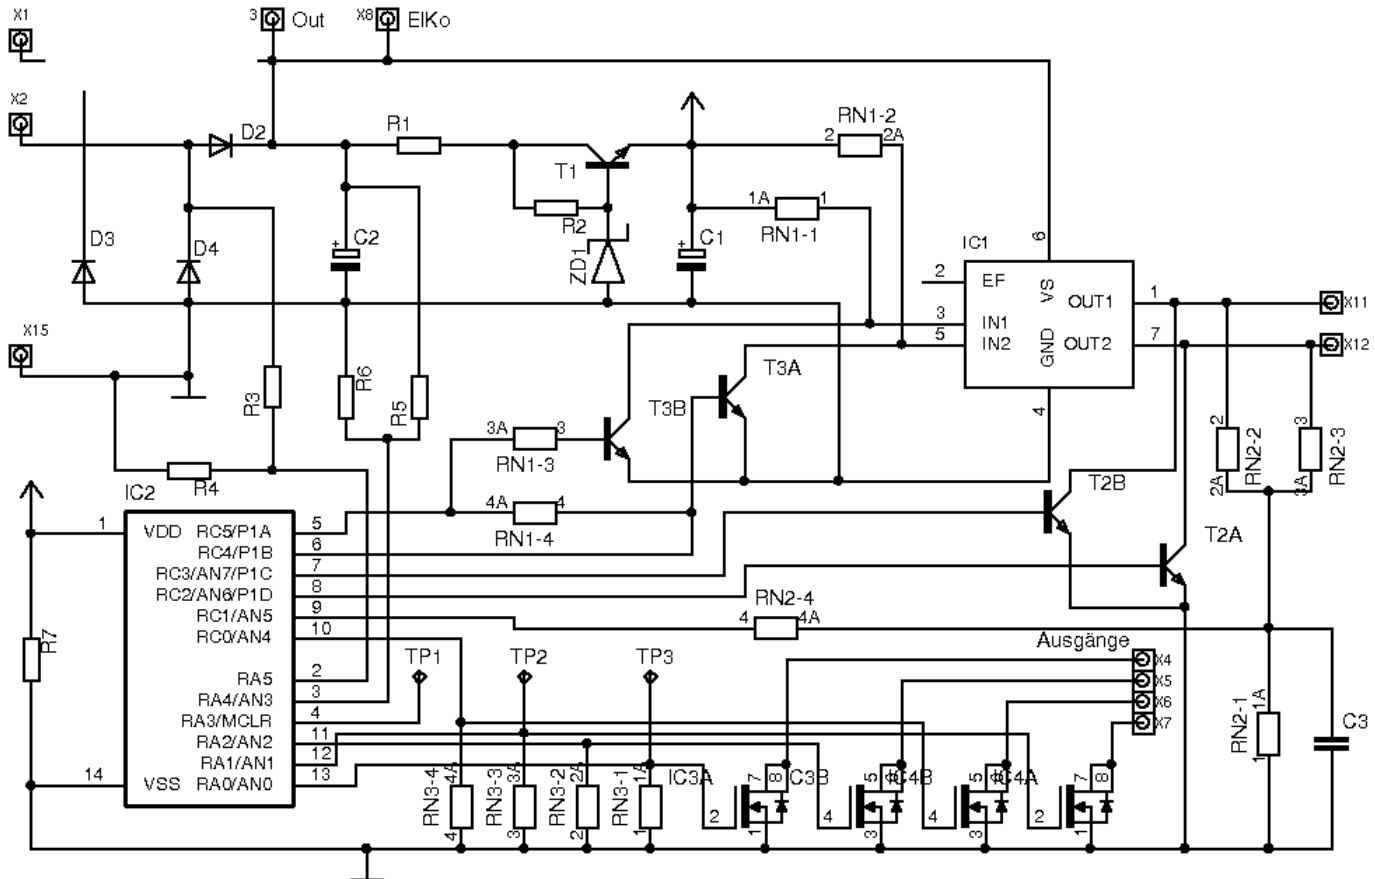 X1
3 Out X8 ElKo
X2
D2 R1 T1 RN1-2
2 2A
R2 ZD1
1A 1
RN1-1
C1
+
D3 D4 C2
+
IC1
6
2 EF VS OUT1 1 X11
3 IN1
5 IN2 GND OUT2 7 X12
4
X15
R3 R6 R5
T3A
T3B
3A 3
RN1-3
4A 4
RN1-4
R4
2 RN2-2 2A
3 RN2-3 3A
T2B
T2A
IC2
1 VDD RC5/P1A 5
RC4/P1B 6
RC3/AN7/P1C 7
RC2/AN6/P1D 8
RC1/AN5 9
RC0/AN4 10
RA5 2
RA4/AN3 3
RA3/MCLR 4
RA2/AN2 11
RA1/AN1 12
14 VSS RA0/AN0 13
R7
RN2-4
4 4A
TP1 TP2 TP3
Ausgänge
X4
X5
X6
X7
RN2-1 1A 1
C3
RN3-4 4A 4
RN3-3 3A 3
RN3-2 2A 2
RN3-1 1A 1
IC3A 7 8 2 1
C3B 5 4 3
C4B 5 4 3
C4A 7 8 2 1